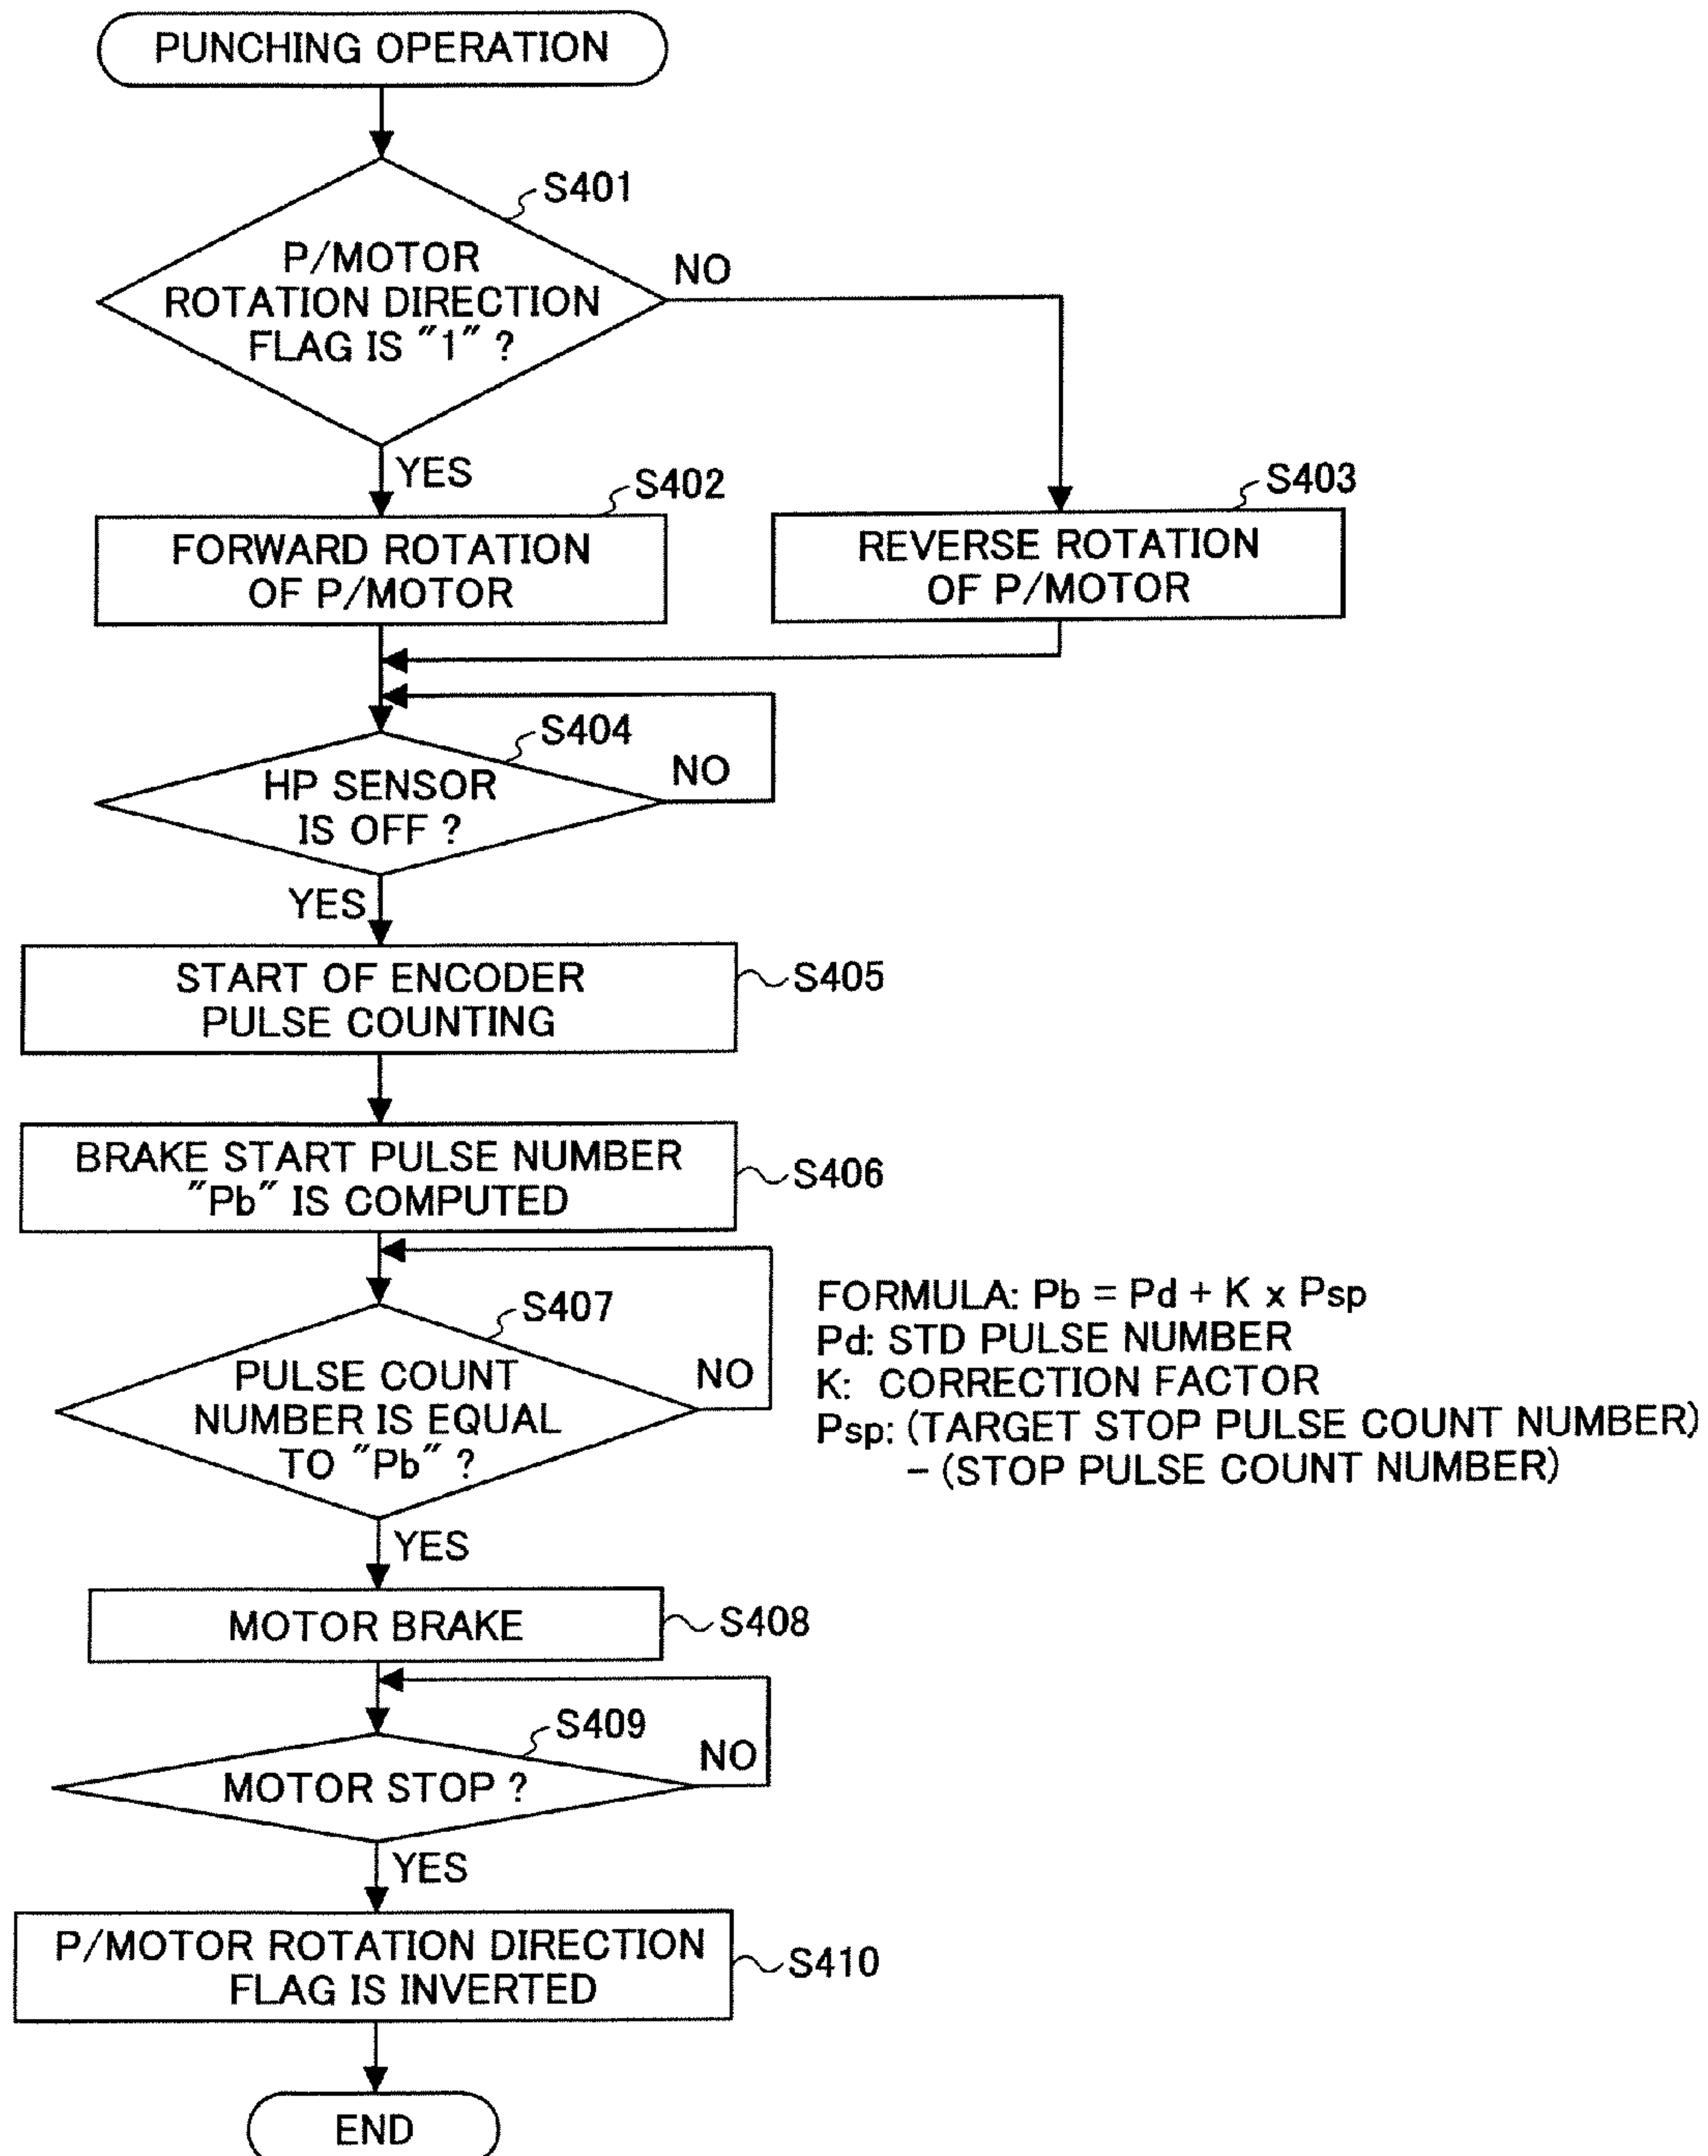 PUNCHING OPERATION
S401
P/MOTOR
ROTATION DIRECTION
FLAG IS "1" ?
NO
YES
S402
FORWARD ROTATION
OF P/MOTOR
S403
REVERSE ROTATION
OF P/MOTOR
S404
HP SENSOR
IS OFF ?
NO
YES
START OF ENCODER
PULSE COUNTING
S405
BRAKE START PULSE NUMBER
"Pb" IS COMPUTED
S406
S407
PULSE COUNT
NUMBER IS EQUAL
TO "Pb" ?
NO
FORMULA: Pb = Pd + K x Psp
Pd: STD PULSE NUMBER
K: CORRECTION FACTOR
Psp: (TARGET STOP PULSE COUNT NUMBER)
- (STOP PULSE COUNT NUMBER)
YES
MOTOR BRAKE
S408
S409
MOTOR STOP ?
NO
YES
P/MOTOR ROTATION DIRECTION
FLAG IS INVERTED
S410
END